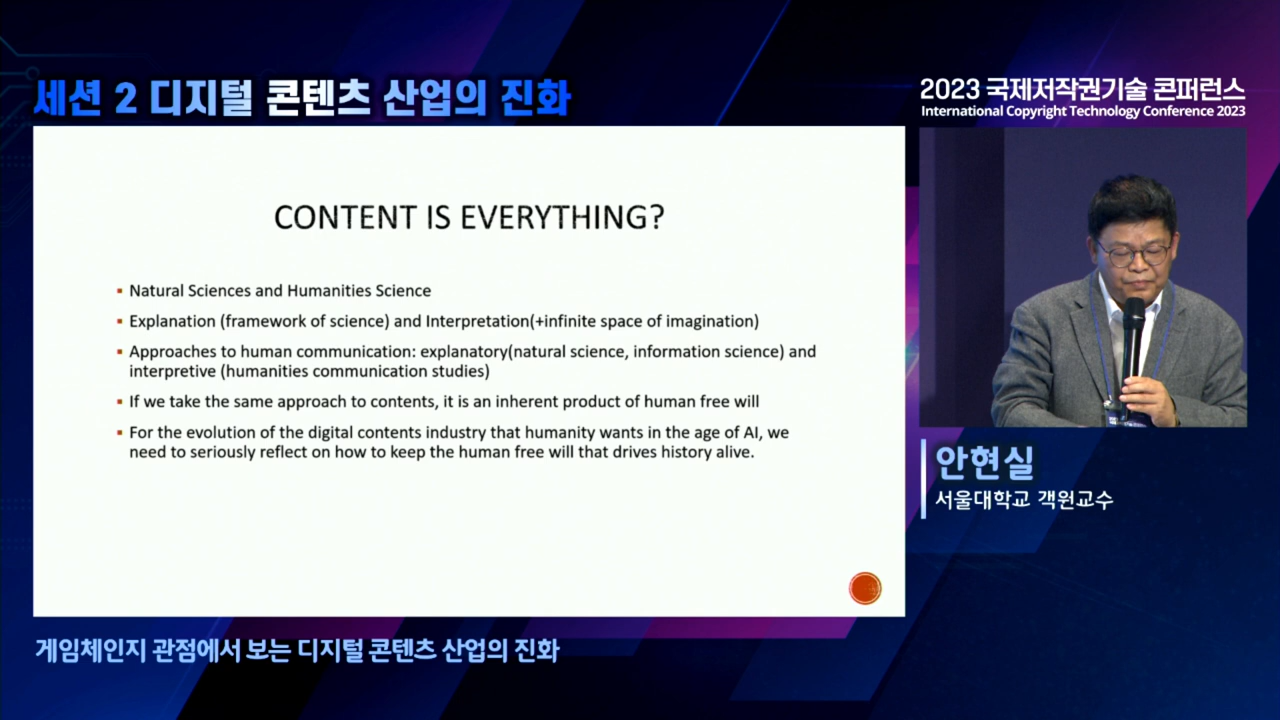 세션 2 디지털 콘텐츠 산업의 진화
2023 국제저작권기술 콘퍼런스
International Copyright Technology Conference 2023
CONTENT IS EVERYTHING?
▪ Natural Sciences and Humanities Science
▪ Explanation (framework of science) and Interpretation(+infinite space of imagination)
▪ Approaches to human communication: explanatory(natural science, information science) and
interpretive (humanities communication studies)
▪ If we take the same approach to contents, it is an inherent product of human free will
▪ For the evolution of the digital contents industry that humanity wants in the age of AI, we
need to seriously reflect on how to keep the human free will that drives history alive.
안현실
서울대학교 객원교수
게임체인지 관점에서 보는 디지털 콘텐츠 산업의 진화